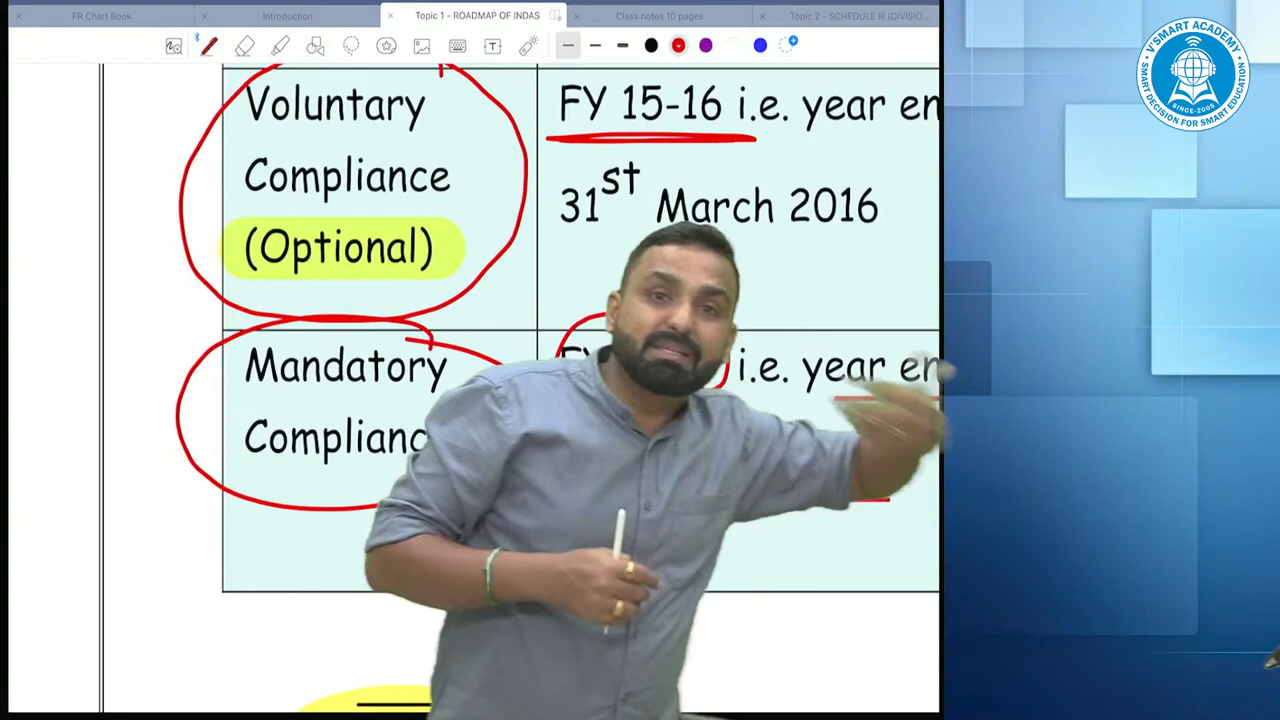 FR Chart Book
Introduction
Topic 1 - ROADMAP OF INDAS
Class notes 10 pages
Topic 2 - SCHEDULE III (DIVISIO...
V'SMART ACADEMY
SINCE-2005
SMART DECISION FOR SMART EDUCATION
Voluntary
Compliance
(Optional)
FY 15-16 i.e. year en
31st March 2016
Mandatory
Complianc
i.e. year en